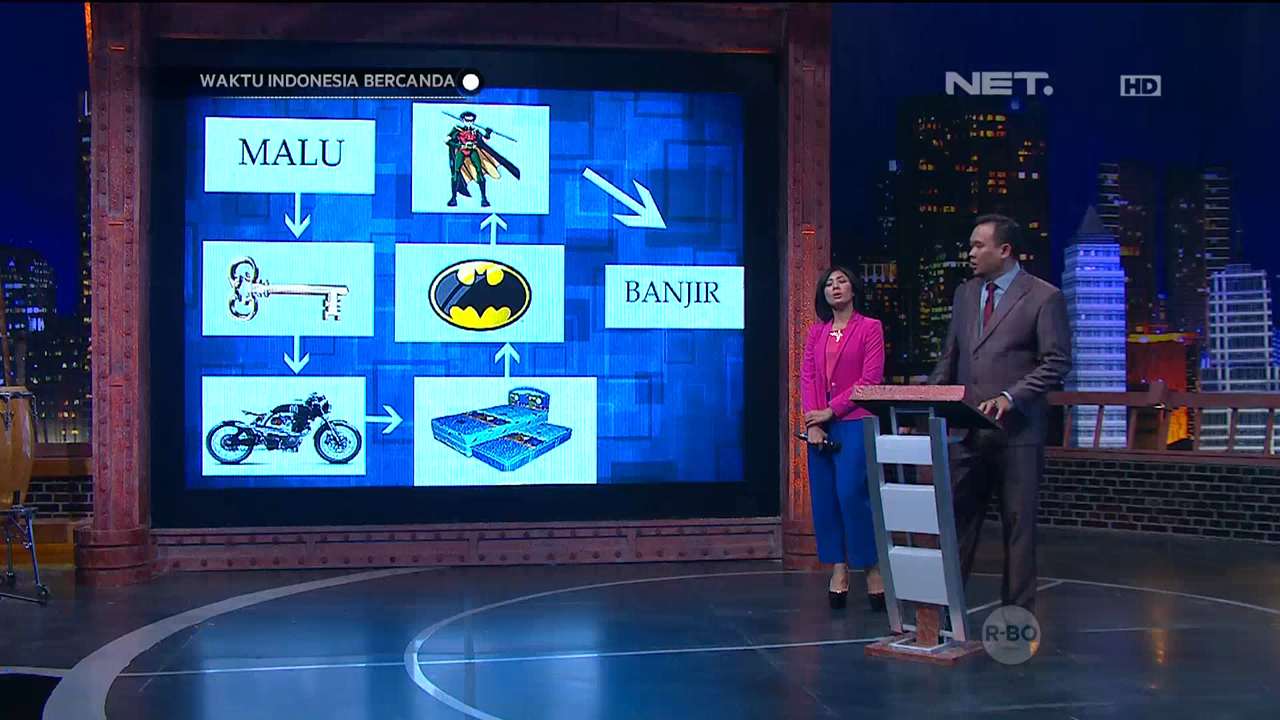 WAKTU INDONESIA BERCANDA
NET.
HD
MALU
BANJIR
R-BO